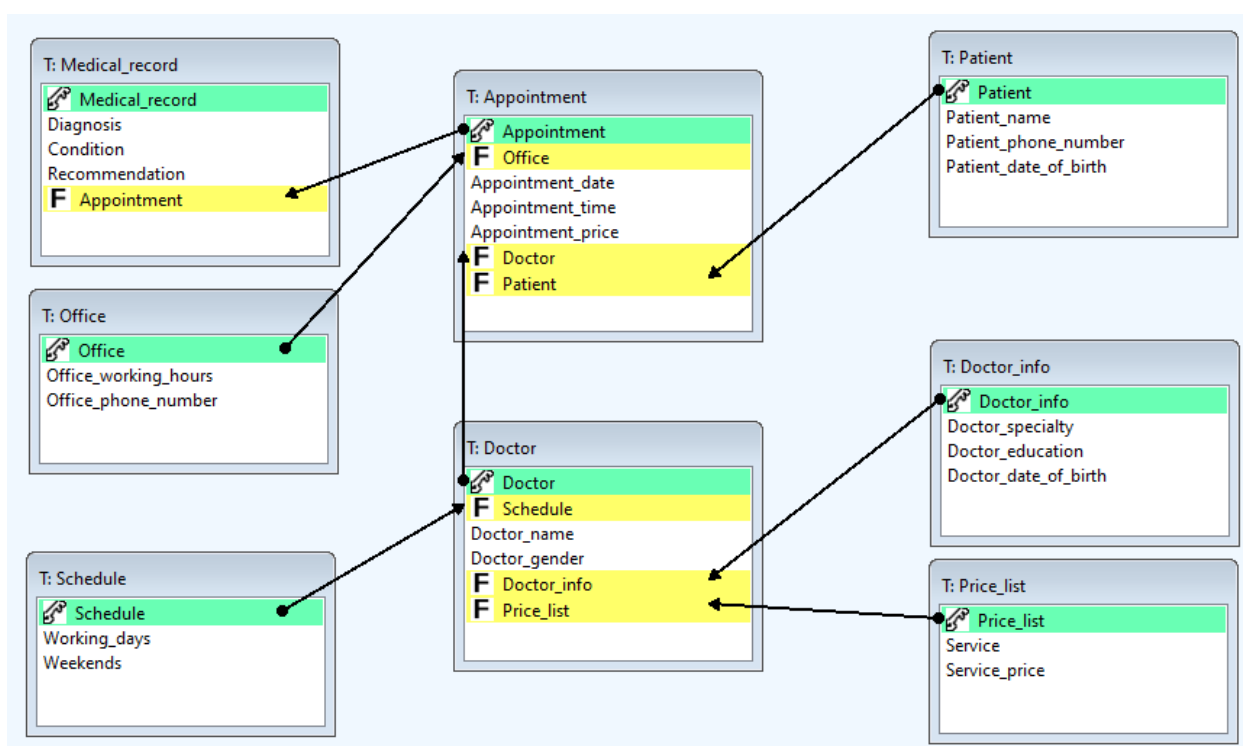 T: Medical_record
Medical_record
Diagnosis
Condition
Recommendation
F Appointment
T: Office
Office
Office_working_hours
Office_phone_number
T: Schedule
Schedule
Working_days
Weekends
T: Appointment
Appointment
F Office
Appointment_date
Appointment_time
Appointment_price
F Doctor
F Patient
T: Doctor
Doctor
F Schedule
Doctor_name
Doctor_gender
F Doctor_info
F Price_list
T: Patient
Patient
Patient_name
Patient_phone_number
Patient_date_of_birth
T: Doctor_info
Doctor_info
Doctor_specialty
Doctor_education
Doctor_date_of_birth
T: Price_list
Price_list
Service
Service_price